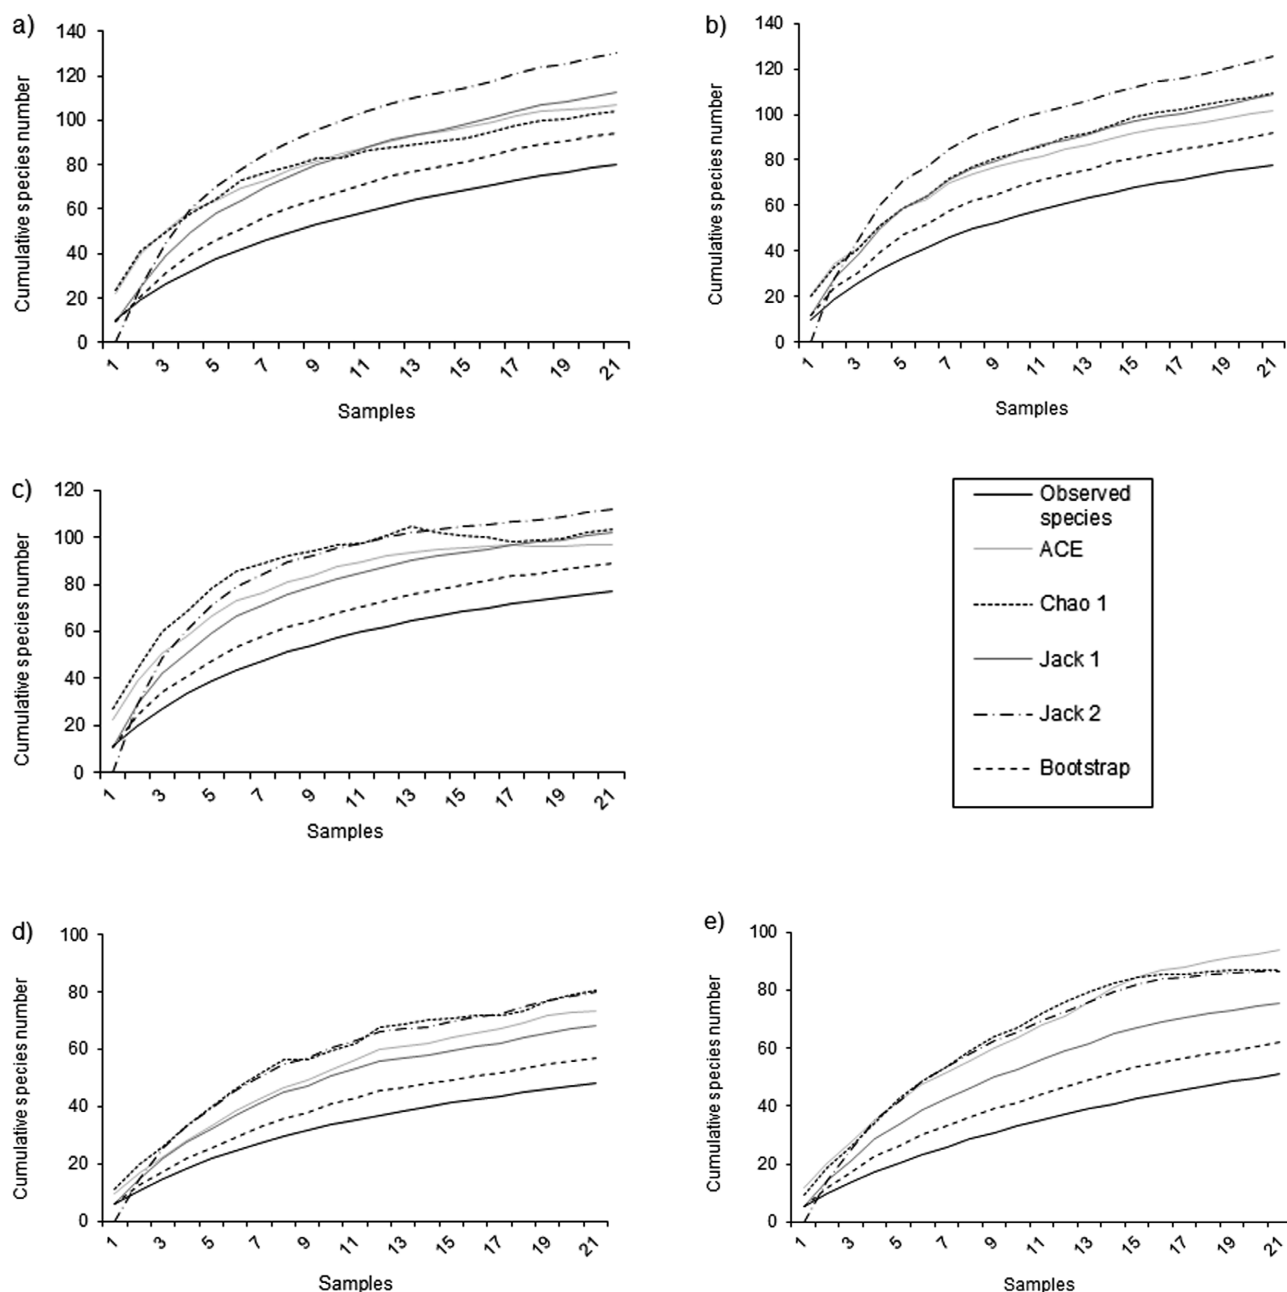 a)
Cumulative species number
140
120
100
80
60
40
20
0
1 3 5 7 9 11 13 15 17 19 21
Samples
b)
Cumulative species number
140
120
100
80
60
40
20
0
1 3 5 7 9 11 13 15 17 19 21
Samples
c)
Cumulative species number
120
100
80
60
40
20
0
1 3 5 7 9 11 13 15 17 19 21
Samples
Observed
species
ACE
Chao 1
Jack 1
Jack 2
Bootstrap
d)
Cumulative species number
100
80
60
40
20
0
1 3 5 7 9 11 13 15 17 19 21
Samples
e)
Cumulative species number
100
80
60
40
20
0
1 3 5 7 9 11 13 15 17 19 21
Samples